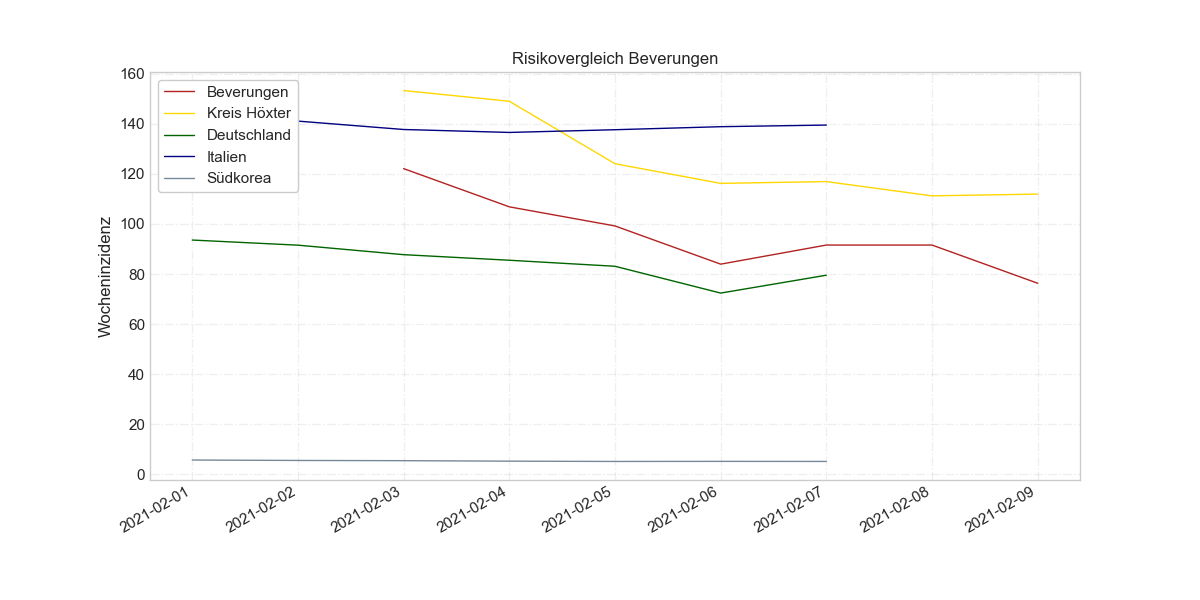 Risikovergleich Beverungen
160
140
120
100
80
60
40
20
0
Wocheninzidenz
Beverungen
Kreis Höxter
Deutschland
Italien
Südkorea
2021-02-01
2021-02-02
2021-02-03
2021-02-04
2021-02-05
2021-02-06
2021-02-07
2021-02-08
2021-02-09